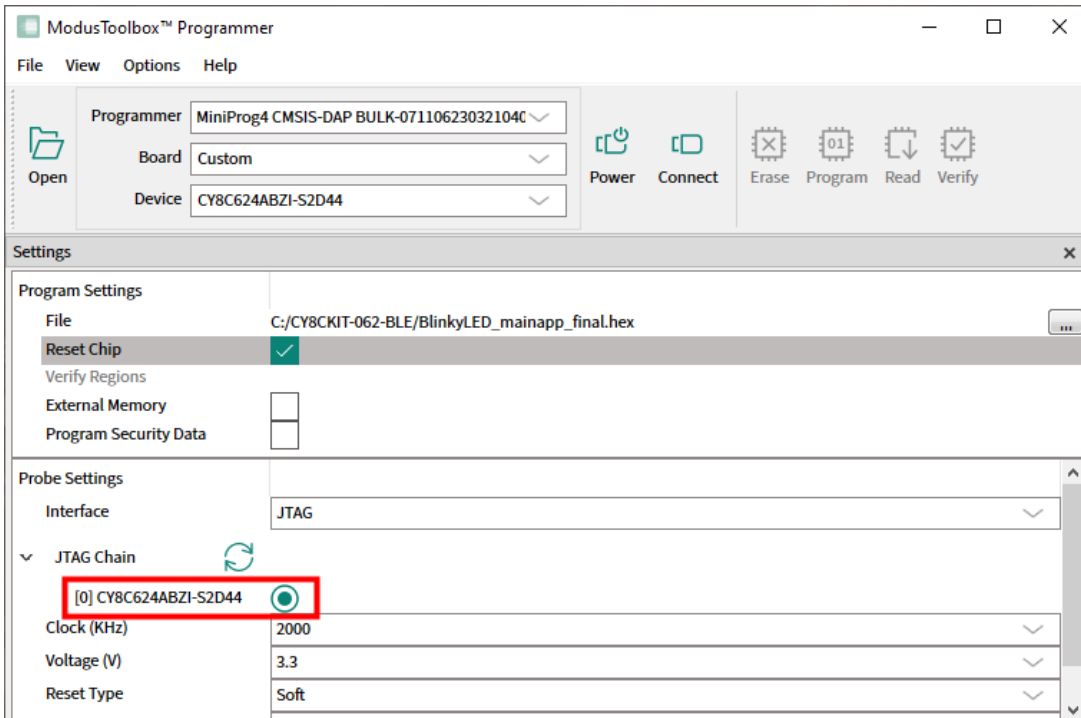 ModusToolbox™ Programmer
File View Options Help
Open
Programmer MiniProg4 CMSIS-DAP BULK-071106230321040
Board Custom
Device CY8C624ABZI-S2D44
Power Connect Erase 01 Program Read Verify
Settings
Program Settings
File C:/CY8CKIT-062-BLE/BlinkyLED_mainapp_final.hex ...
Reset Chip
Verify Regions
External Memory
Program Security Data
Probe Settings
Interface JTAG
JTAG Chain
[0] CY8C624ABZI-S2D44
Clock (KHz) 2000
Voltage (V) 3.3
Reset Type Soft